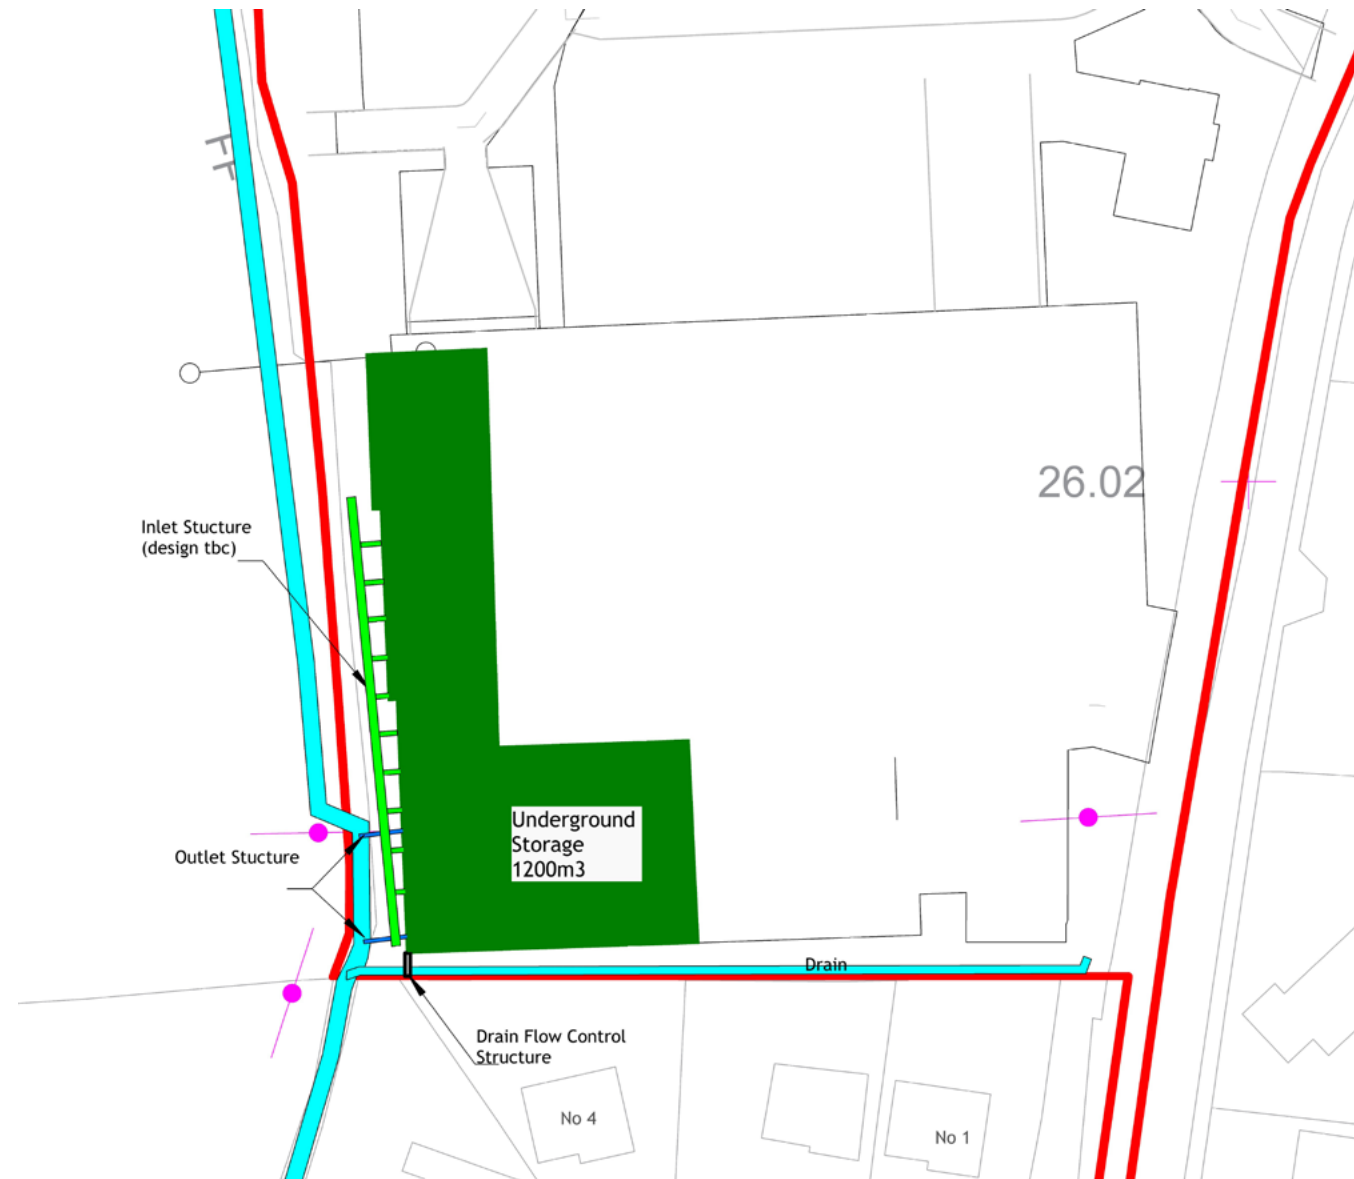 FF
26.02
Inlet Stucture
(design tbc)
Underground
Storage
1200m3
Outlet Stucture
Drain
Drain Flow Control
Structure
No 4
No 1